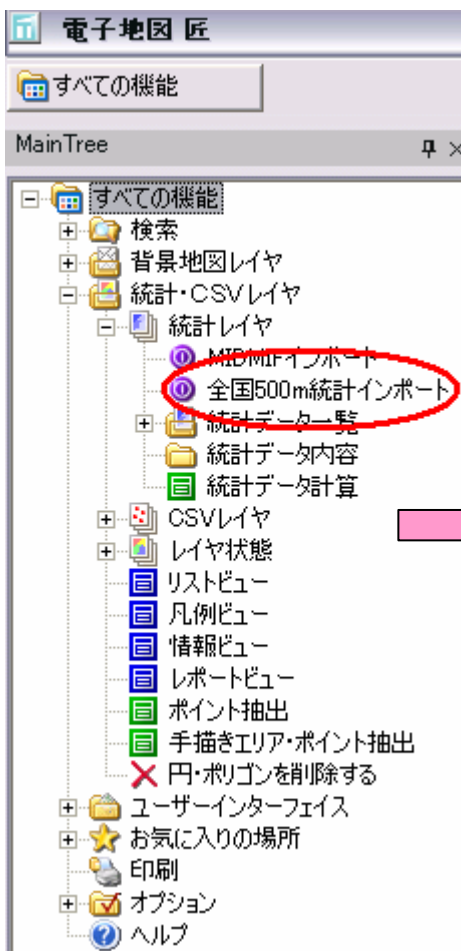 電子地図 匠
すべての機能
MainTree
すべての機能
検索
背景地図レイヤ
統計・CSVレイヤ
統計レイヤ
MIDMIFインポート
全国500m統計インポート
統計データ一覧
統計データ内容
統計データ計算
CSVレイヤ
レイヤ状態
リストビュー
凡例ビュー
情報ビュー
レポートビュー
ポイント抽出
手描きエリア・ポイント抽出
円・ポリゴンを削除する
ユーザーインターフェイス
お気に入りの場所
印刷
オプション
ヘルプ